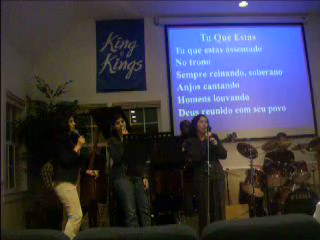 King
of
Kings
Tu Que Estas
Tu que estas assentado
No trono
Sempre reinando, soberano
Anjos cantando
Homens louvando
Deus reunido com seu povo